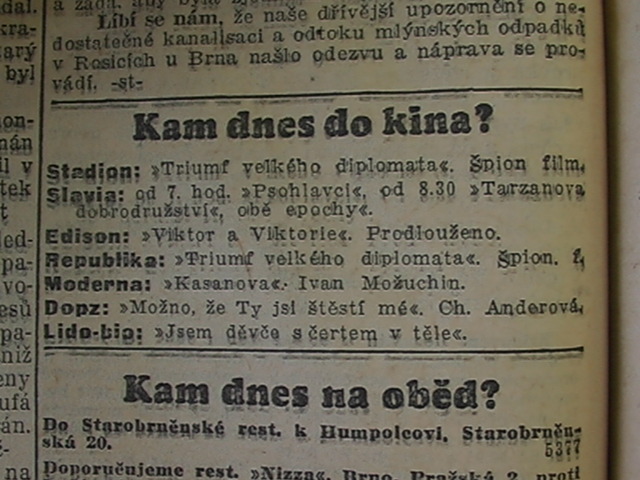 a žádá, aby byla
Líbí se nám, že naše dřívější upozornění o ne-
dostatečné kanalisaci a odtoku mlýnských odpadků
v Rosicích u Brna našlo odezvu a náprava se pro-
vádí. -st-
Kam dnes do kina?
Stadion: »Triumf velkého diplomata«. Špion film.
Slavia: od 7. hod. »Psohlavci«, od 8.30 »Tarzanova
dobrodružství«, obě epochy«.
Edison: »Viktor a Viktorie«. Prodlouženo.
Republika: »Triumf velkého diplomata«. Špion. f.
Moderna: »Kasanova«. Ivan Možuchin.
Dopz: »Možno, že Ty jsi štěstí mé«. Ch. Anderová.
Lido-bio: »Jsem děvče s čertem v těle«.
Kam dnes na oběd?
Do Starobrněnské rest. k Humpolcovi, Starobrněn-
ská 20. 5377
Doporučujeme rest. »Nizza«, Brno, Pražská 2, proti